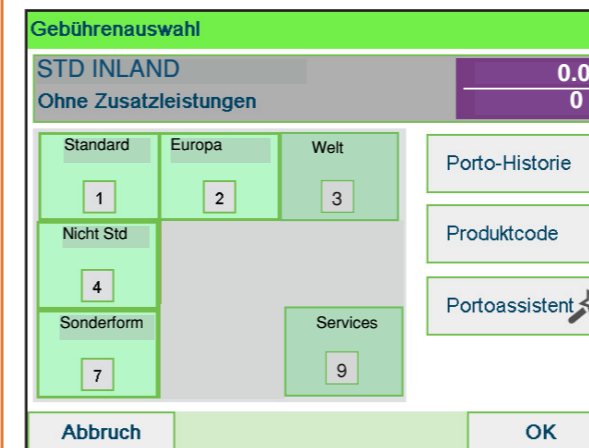 Gebührenauswahl
STD INLAND
0.0
Ohne Zusatzleistungen
0
Standard
Europa
Welt
1
2
3
Porto-Historie
Nicht Std
4
Produktcode
Sonderform
Services
7
9
Portoassistent
Abbruch
OK